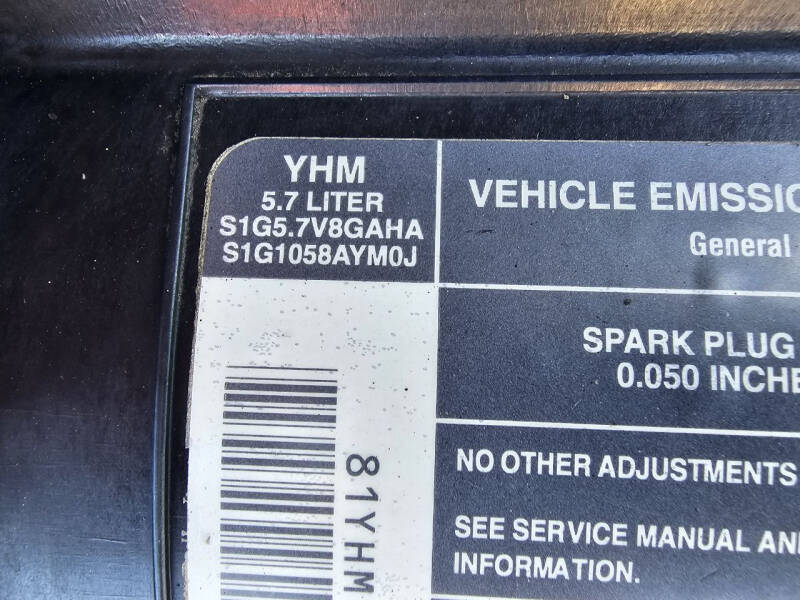 YHM
5.7 LITER
S1G5.7V8GAHA
S1G1058AYM0J
VEHICLE EMISSIO
General
SPARK PLUG
0.050 INCHE
NO OTHER ADJUSTMENTS
SEE SERVICE MANUAL AN
INFORMATION.
81YHM